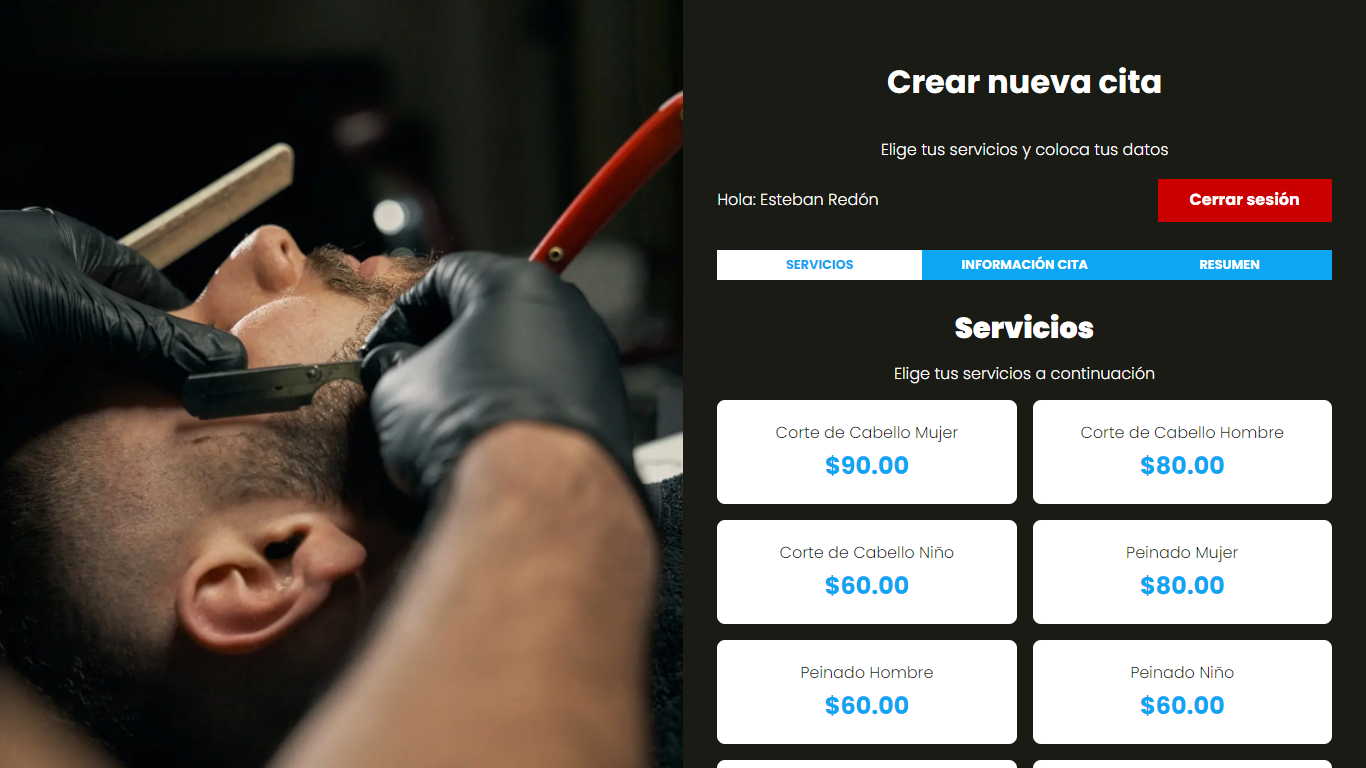 Crear nueva cita
Elige tus servicios y coloca tus datos
Hola: Esteban Redón
Cerrar sesión
SERVICIOS
INFORMACIÓN CITA
RESUMEN
Servicios
Elige tus servicios a continuación
Corte de Cabello Mujer
$90.00
Corte de Cabello Hombre
$80.00
Corte de Cabello Niño
$60.00
Peinado Mujer
$80.00
Peinado Hombre
$60.00
Peinado Niño
$60.00